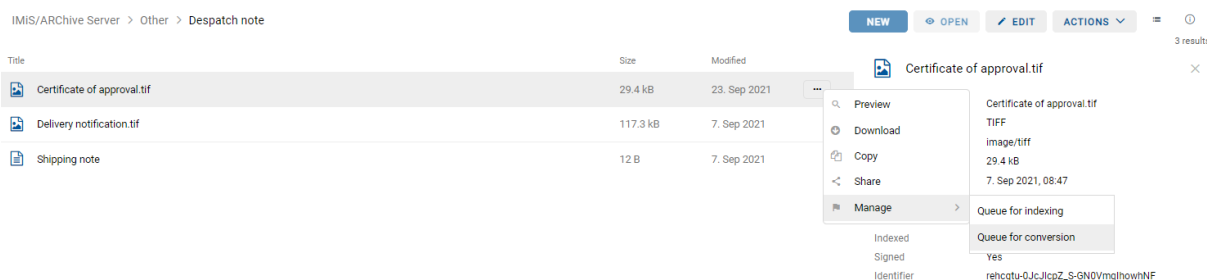 IMiS/ARChive Server > Other > Despatch note
NEW
OPEN
EDIT
ACTIONS
3 results
Title
Size
Modified
Certificate of approval.tif
Certificate of approval.tif
29.4 kB
23. Sep 2021
Delivery notification.tif
117.3 kB
7. Sep 2021
Shipping note
12 B
7. Sep 2021
Preview
Download
Copy
Share
Manage
Certificate of approval.tif
TIFF
image/tiff
29.4 kB
7. Sep 2021, 08:47
Queue for indexing
Queue for conversion
Indexed
Signed
Yes
Identifier